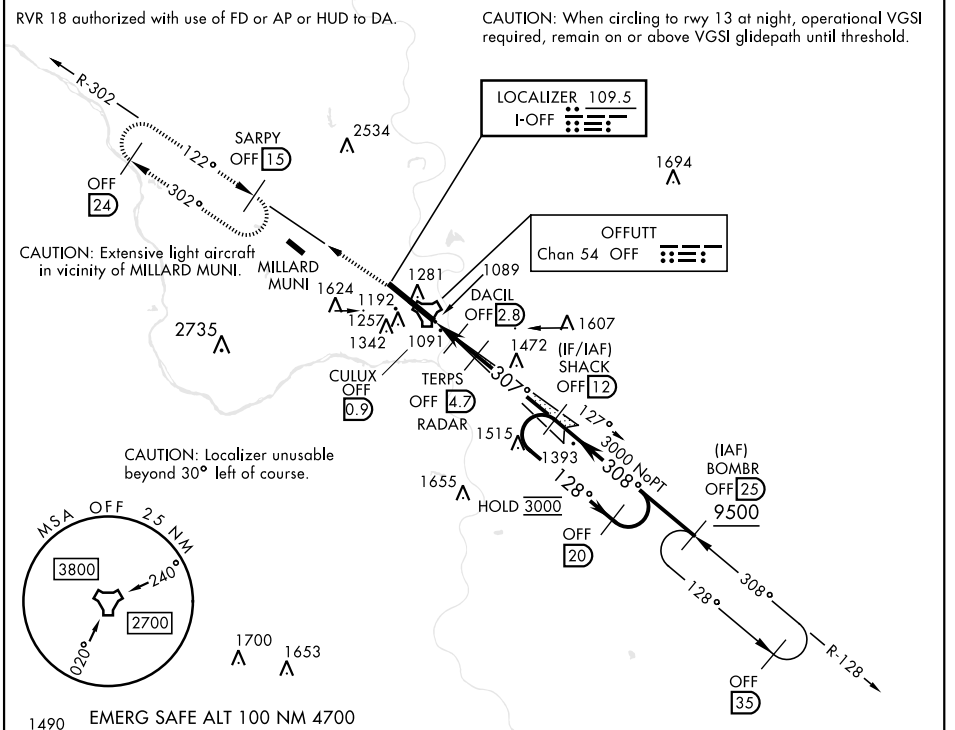 RVR 18 authorized with use of FD or AP or HUD to DA.
CAUTION: When circling to rwy 13 at night, operational VGSI
required, remain on or above VGSI glidepath until threshold.
R-302
LOCALIZER 109.5
I-OFF
SARPY
OFF 15
2534
122°
302°
OFF
24
1694
OFFUTT
Chan 54 OFF
CAUTION: Extensive light aircraft
in vicinity of MILLARD MUNI.
MILLARD
MUNI
1624
1192
1281
1089
1257
1342
1091
DACIL
OFF 2.8
1607
1472
2735
CULUX
OFF
0.9
TERPS
OFF 4.7
RADAR
307°
(IF/IAF)
SHACK
OFF 12
127°
3000 NoPT
308°
1515
1393
128°
1655
HOLD 3000
OFF
20
(IAF)
BOMBR
OFF 25
9500
CAUTION: Localizer unusable
beyond 30° left of course.
MSA OFF 25 NM
3800
240°
2700
020°
308°
128°
R-128
OFF
35
1700
1653
1490
EMERG SAFE ALT 100 NM 4700